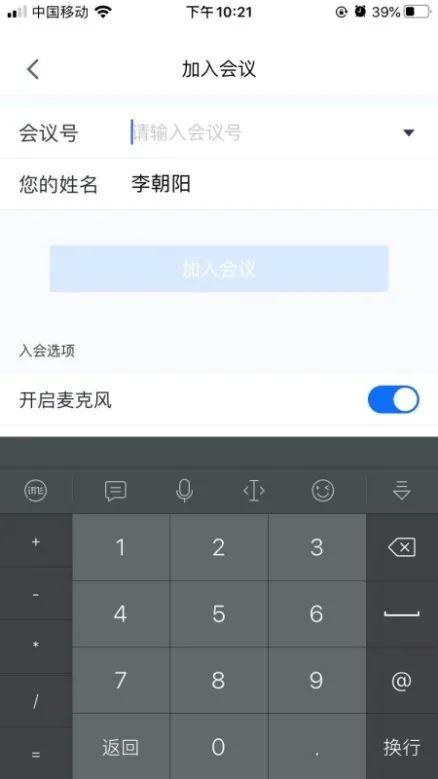 中国移动 下午10:21 39%
加入会议
会议号 请输入会议号
您的姓名 李朝阳
加入会议
入会选项
开启麦克风
iME
+ 1 2 3
- 4 5 6
* 7 8 9 @
/ 返回 0 . 换行
=